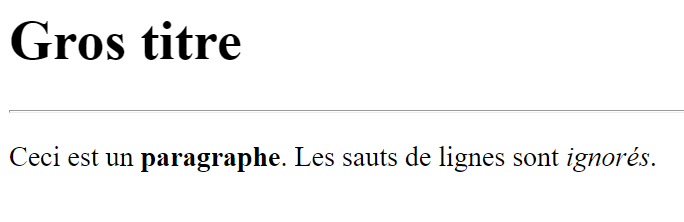 Gros titre
Ceci est un paragraphe. Les sauts de lignes sont ignorés.